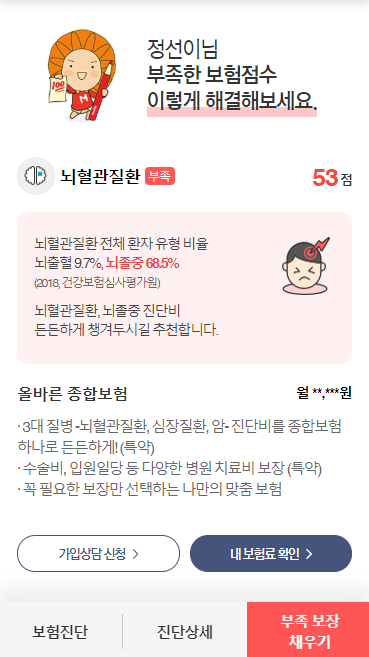 정선이님
부족한 보험점수
이렇게 해결해보세요.
100
M
뇌혈관질환 부족 53점
뇌혈관질환 전체 환자 유형 비율
뇌출혈 9.7%, 뇌졸중 68.5%
(2018, 건강보험심사평가원)
뇌혈관질환, 뇌졸중 진단비
든든하게 챙겨두시길 추천합니다.
올바른 종합보험 월 **,***원
· 3대 질병 -뇌혈관질환, 심장질환, 암- 진단비를 종합보험
하나로 든든하게! (특약)
· 수술비, 입원일당 등 다양한 병원 치료비 보장 (특약)
· 꼭 필요한 보장만 선택하는 나만의 맞춤 보험
가입상담 신청 > 내 보험료 확인 >
보험진단 진단상세 부족 보장
채우기